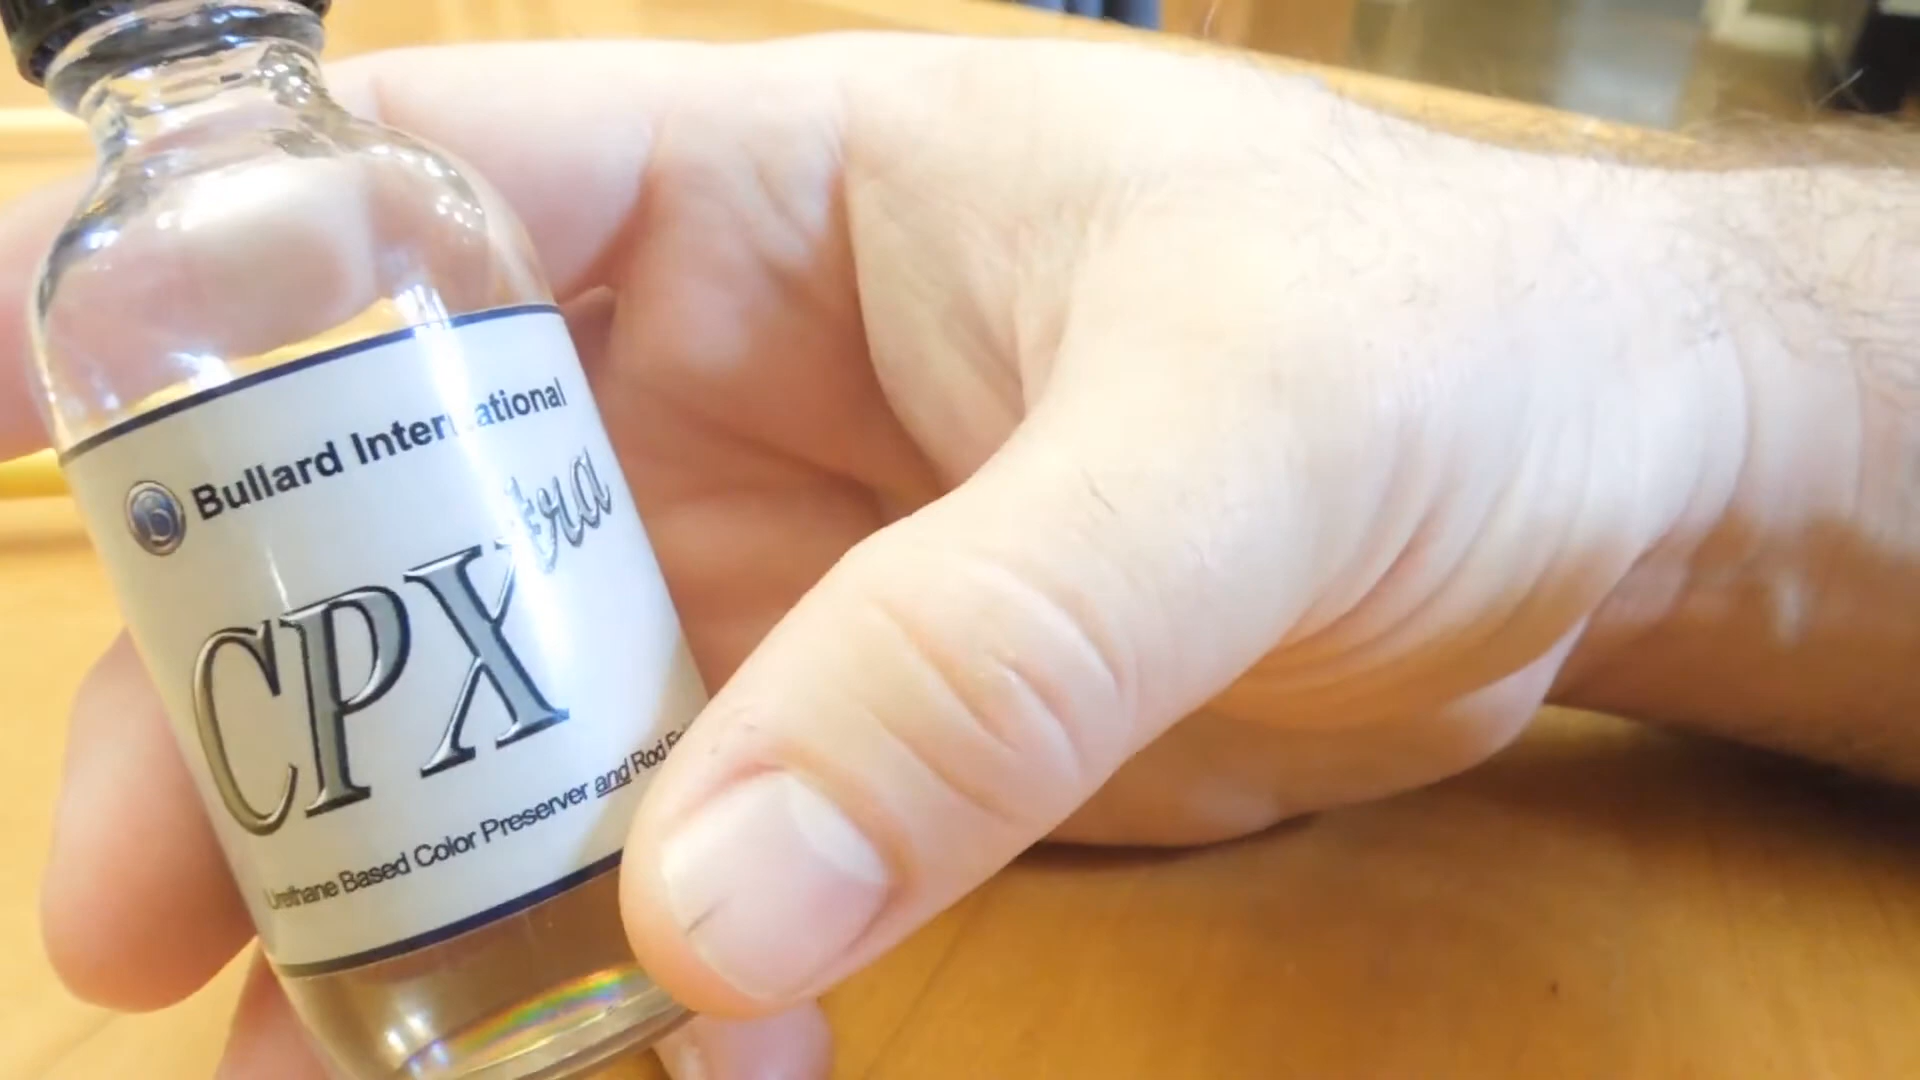 B Bullard International
CPXtra
Urethane Based Color Preserver and Rod